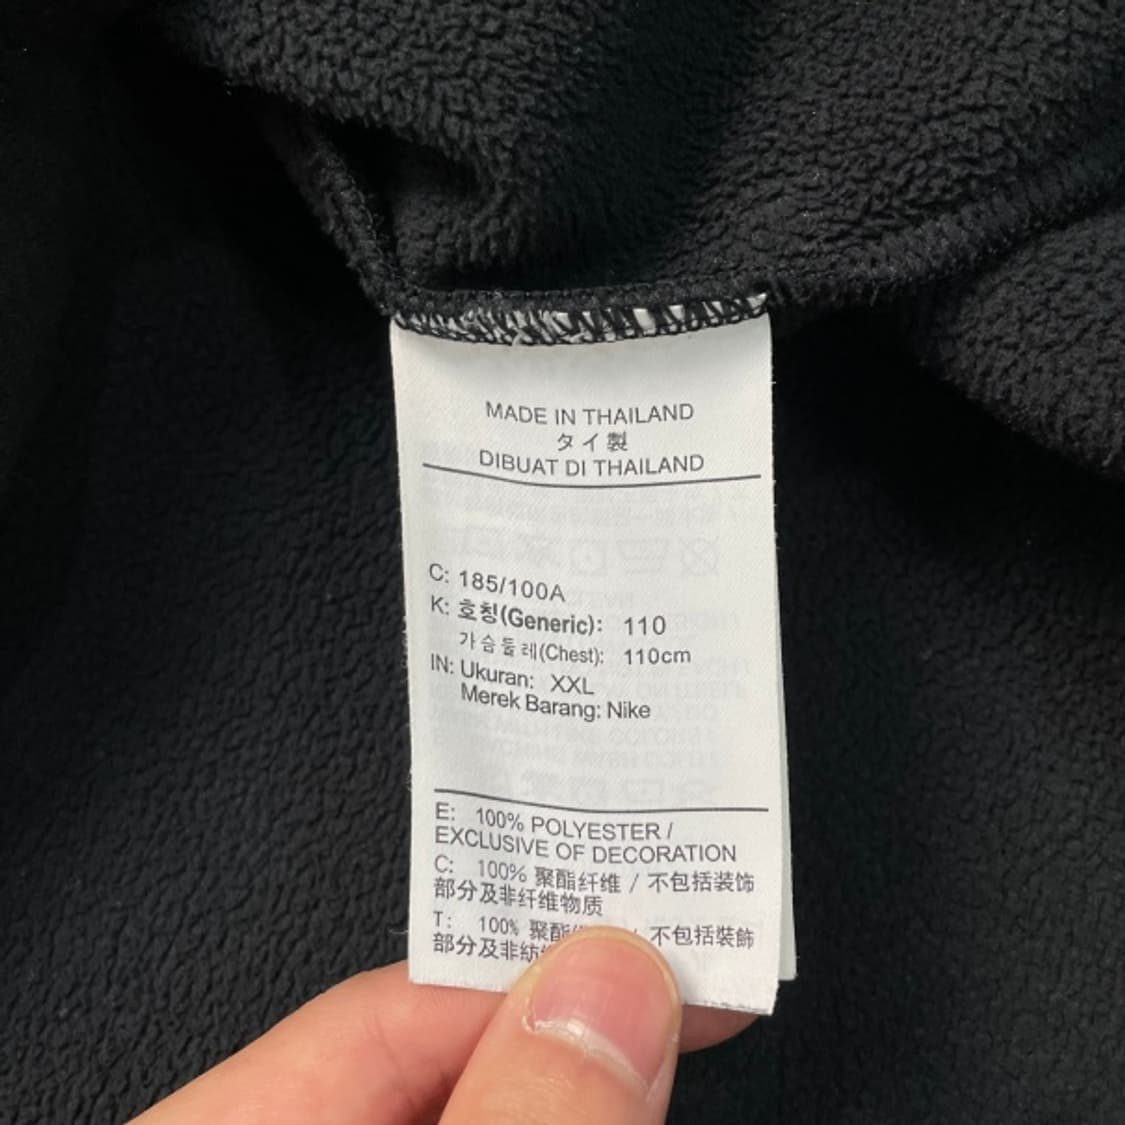 MADE IN THAILAND
タイ製
DIBUAT DI THAILAND
C: 185/100A
K: 호칭(Generic): 110
가슴둘레(Chest): 110cm
IN: Ukuran: XXL
Merek Barang: Nike
E: 100% POLYESTER /
EXCLUSIVE OF DECORATION
C: 100% 聚酯纤维 / 不包括装饰
部分及非纤维物质
T: 100% 聚酯 不包括裝飾
部分及非紡